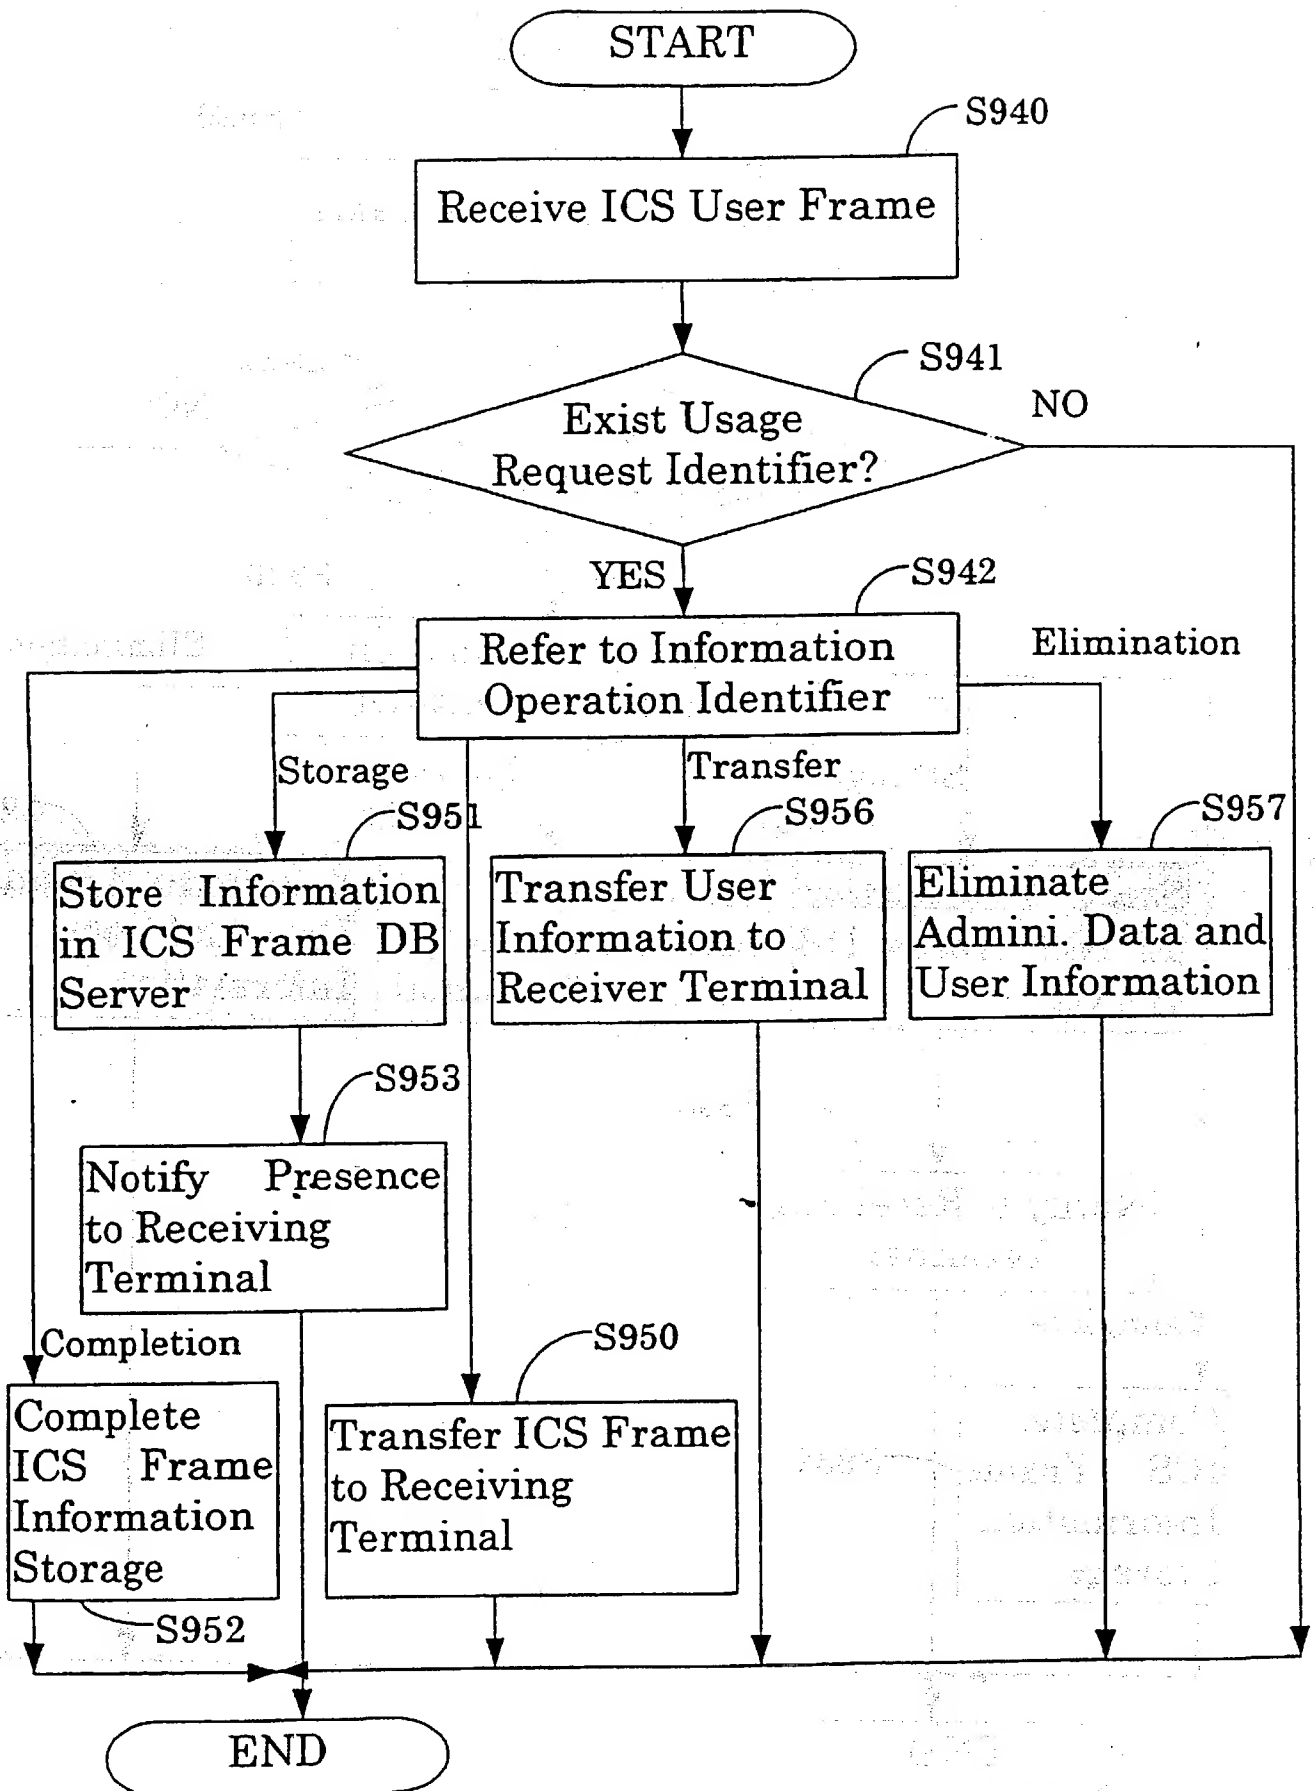 START
S940
Receive ICS User Frame
S941
NO
Exist Usage
Request Identifier?
YES
S942
Elimination
Refer to Information
Operation Identifier
Storage
Transfer
S951
S956
S957
Store Information
in ICS Frame DB
Server
Transfer User
Information to
Receiver Terminal
Eliminate
Admini. Data and
User Information
S953
Notify Presence
to Receiving
Terminal
Completion
S950
Complete
ICS Frame
Information
Storage
Transfer ICS Frame
to Receiving
Terminal
S952
END